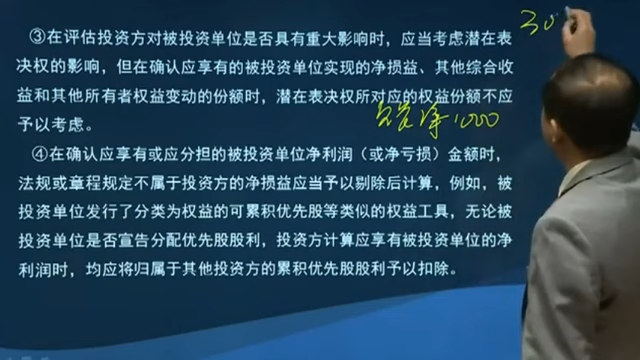 ③在评估投资方对被投资单位是否具有重大影响时，应当考虑潜在表
决权的影响，但在确认应享有的被投资单位实现的净损益、其他综合收
益和其他所有者权益变动的份额时，潜在表决权所对应的权益份额不应
予以考虑。
净1000
30
④在确认应享有或应分担的被投资单位净利润（或净亏损）金额时，
法规或章程规定不属于投资方的净损益应当予以剔除后计算，例如，被
投资单位发行了分类为权益的可累积优先股等类似的权益工具，无论被
投资单位是否宣告分配优先股股利，投资方计算应享有被投资单位的净
利润时，均应将归属于其他投资方的累积优先股股利予以扣除。